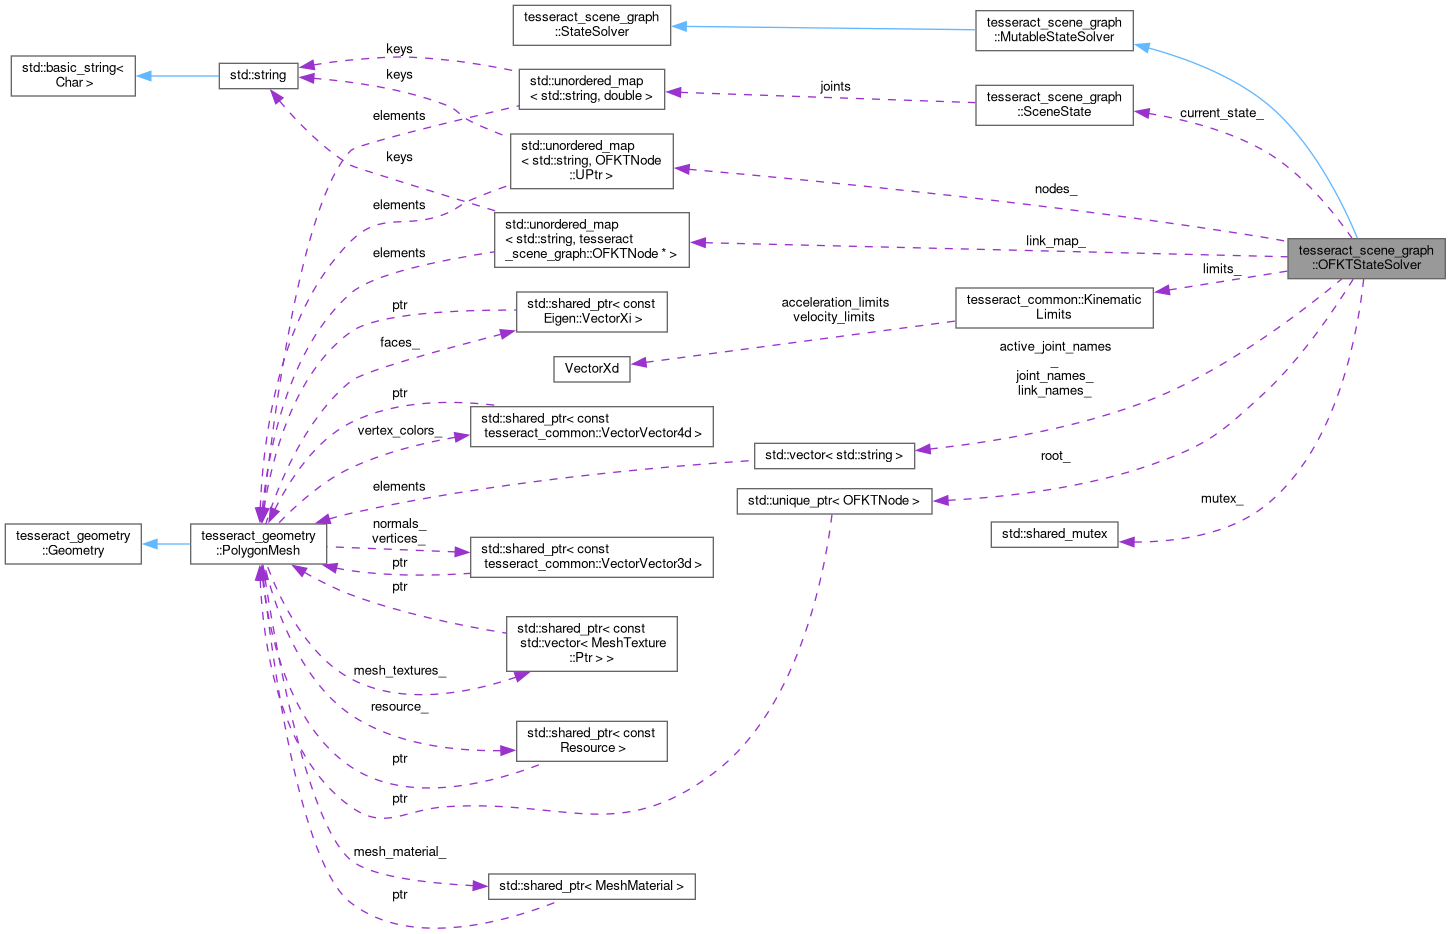 tesseract_scene_graph
::StateSolver
tesseract_scene_graph
::MutableStateSolver
std::basic_string<
Char >
std::string
keys
keys
elements
keys
elements
elements
std::unordered_map
< std::string, double >
joints
tesseract_scene_graph
::SceneState
current_state_
std::unordered_map
< std::string, OFKTNode
::UPtr >
nodes_
std::unordered_map
< std::string, tesseract
_scene_graph::OFKTNode * >
link_map_
tesseract_scene_graph
::OFKTStateSolver
limits_
tesseract_common::Kinematic
Limits
acceleration_limits
velocity_limits
VectorXd
ptr
std::shared_ptr< const
Eigen::VectorXi >
faces_
active_joint_names
_
joint_names_
link_names_
ptr
std::shared_ptr< const
tesseract_common::VectorVector4d >
vertex_colors_
std::vector< std::string >
root_
elements
std::unique_ptr< OFKTNode >
mutex_
std::shared_mutex
tesseract_geometry
::Geometry
tesseract_geometry
::PolygonMesh
normals_
vertices_
ptr
std::shared_ptr< const
tesseract_common::VectorVector3d >
ptr
std::shared_ptr< const
std::vector< MeshTexture
::Ptr > >
mesh_textures_
resource_
std::shared_ptr< const
Resource >
ptr
ptr
mesh_material_
std::shared_ptr< MeshMaterial >
ptr